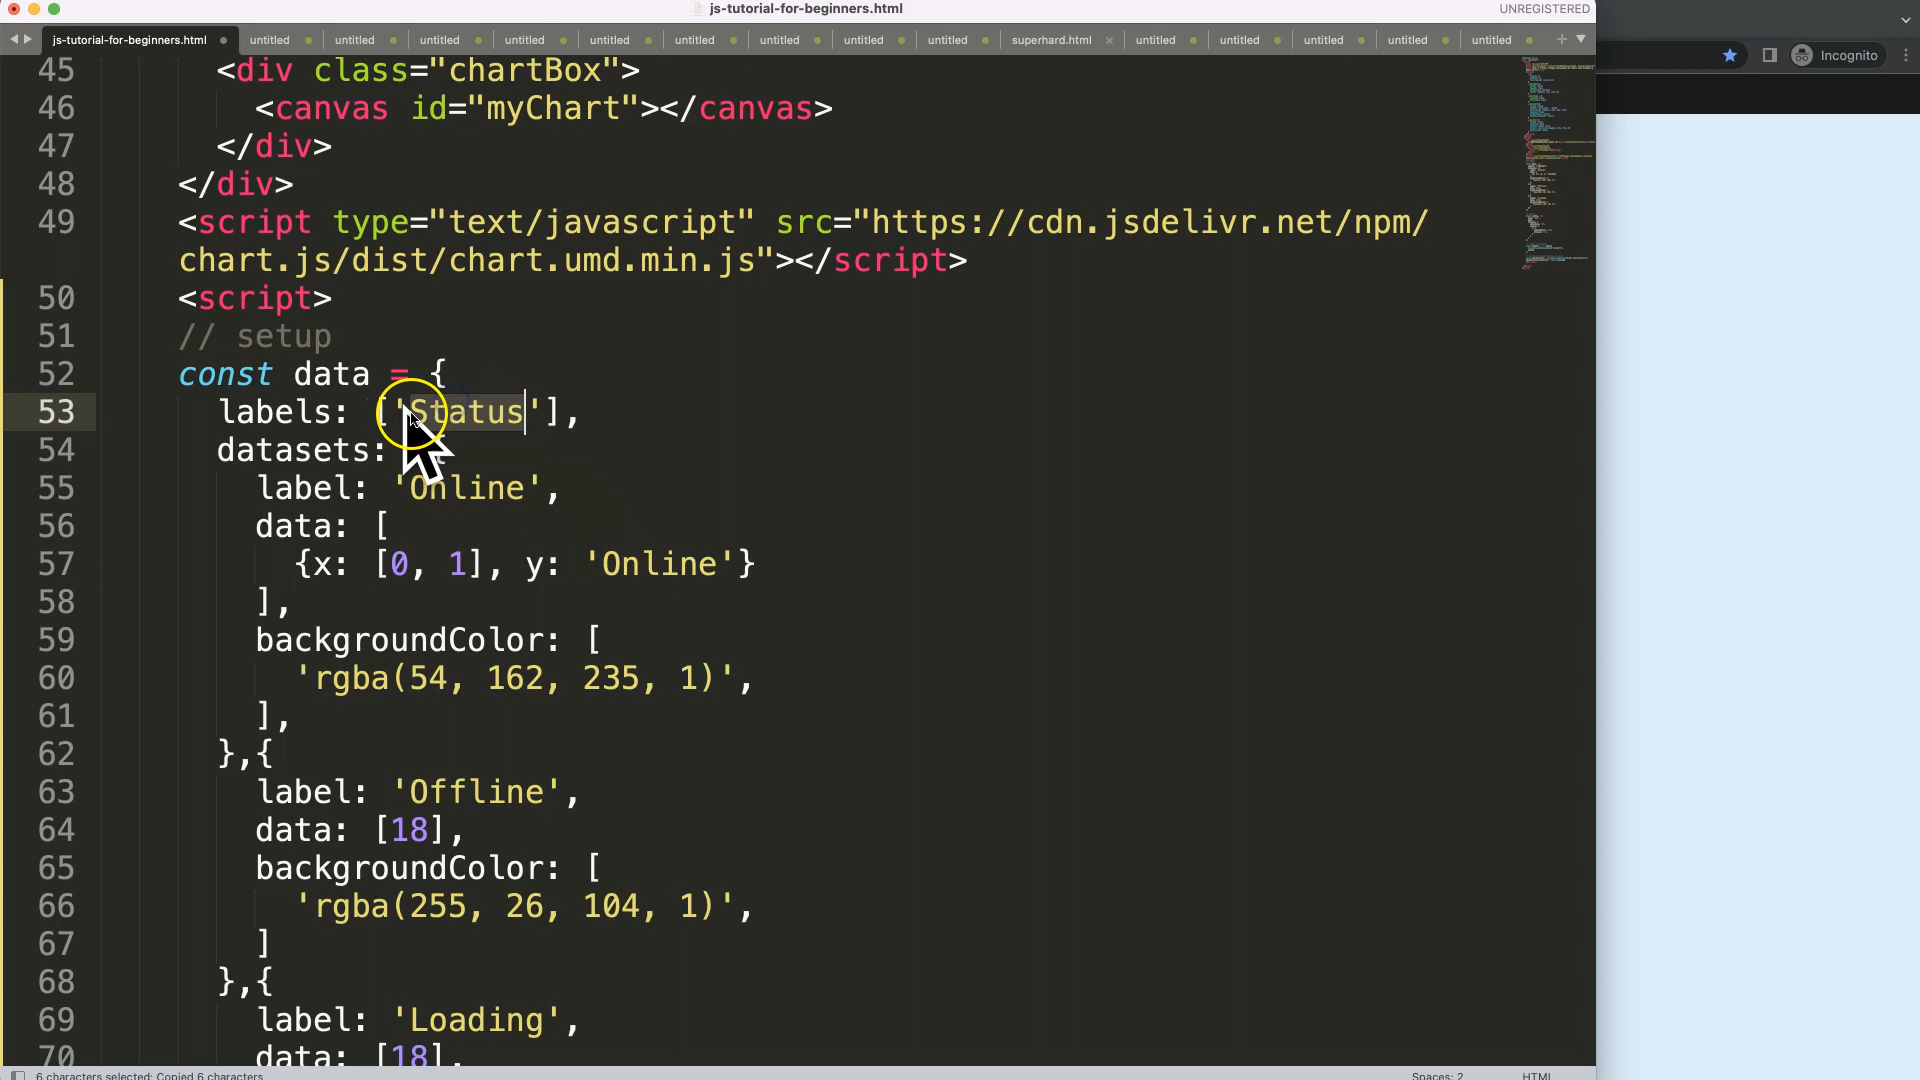 js-tutorial-for-beginners.html
UNREGISTERED
js-tutorial-for-beginners.html untitled untitled untitled untitled untitled untitled untitled untitled untitled superhard.html untitled untitled untitled untitled untitled
Incognito
45 <div class="chartBox">
46 <canvas id="myChart"></canvas>
47 </div>
48 </div>
49 <script type="text/javascript" src="https://cdn.jsdelivr.net/npm/
chart.js/dist/chart.umd.min.js"></script>
50 <script>
51 // setup
52 const data = {
53 labels: ['Status'],
54 datasets: {
55 label: 'Online',
56 data: [
57 {x: [0, 1], y: 'Online'}
58 ],
59 backgroundColor: [
60 'rgba(54, 162, 235, 1)',
61 ],
62 },{
63 label: 'Offline',
64 data: [18],
65 backgroundColor: [
66 'rgba(255, 26, 104, 1)',
67 ]
68 },{
69 label: 'Loading',
70 data: [18],
6 characters selected; Copied 6 characters
Spaces: 2
HTML